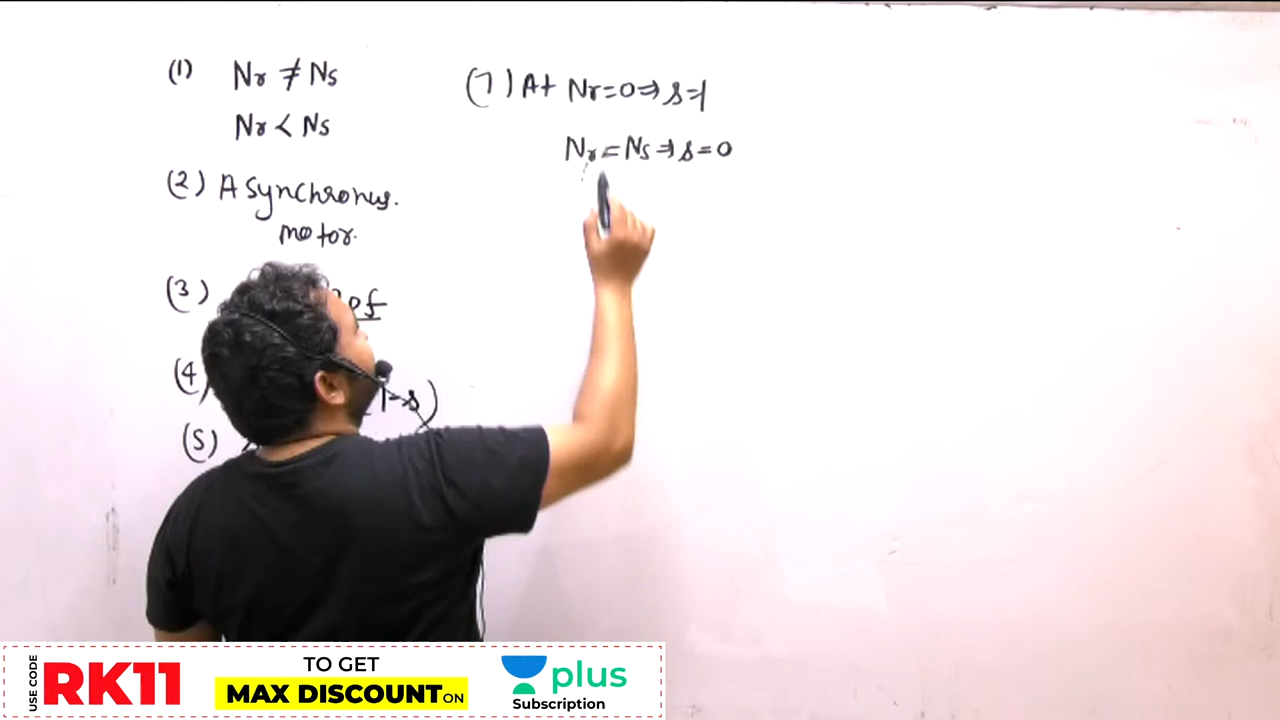 (1) Nr ≠ Ns
Nr < Ns
(2) Asynchronus.
motor.
(3)
(4) 1-s)
(5)
(7) At Nr=0⇒ s=1
Nr = Ns ⇒ s=0
USE CODE
RK11
TO GET
MAX DISCOUNT ON
plus
Subscription